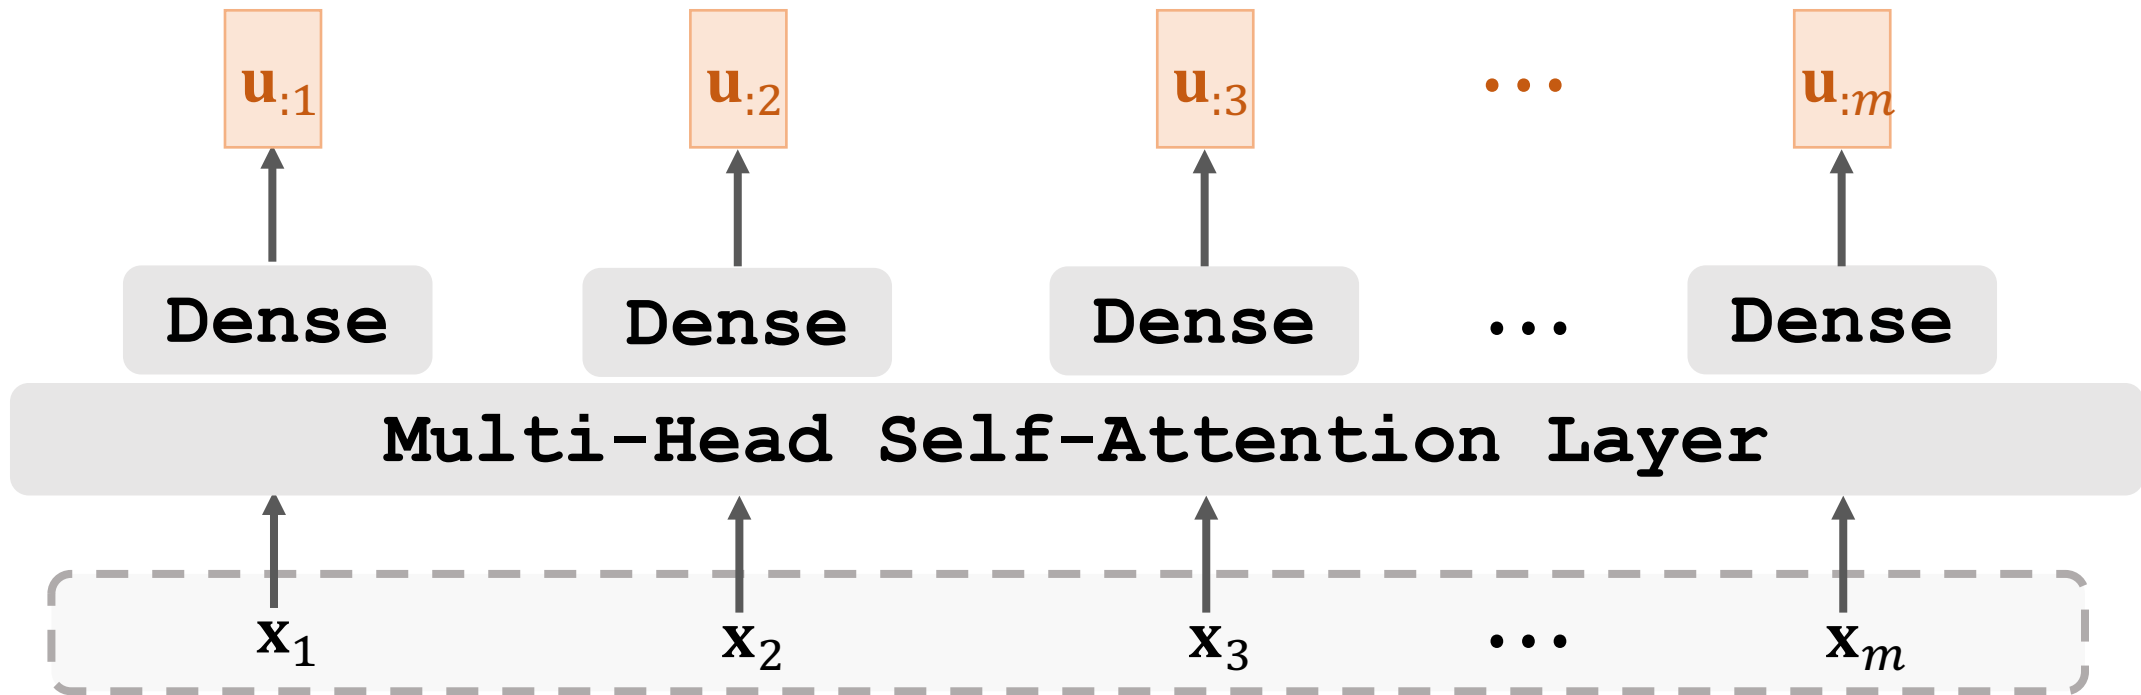 u:1 u:2 u:3 ... u:m
Dense Dense Dense ... Dense
Multi-Head Self-Attention Layer
x1 x2 x3 ... xm